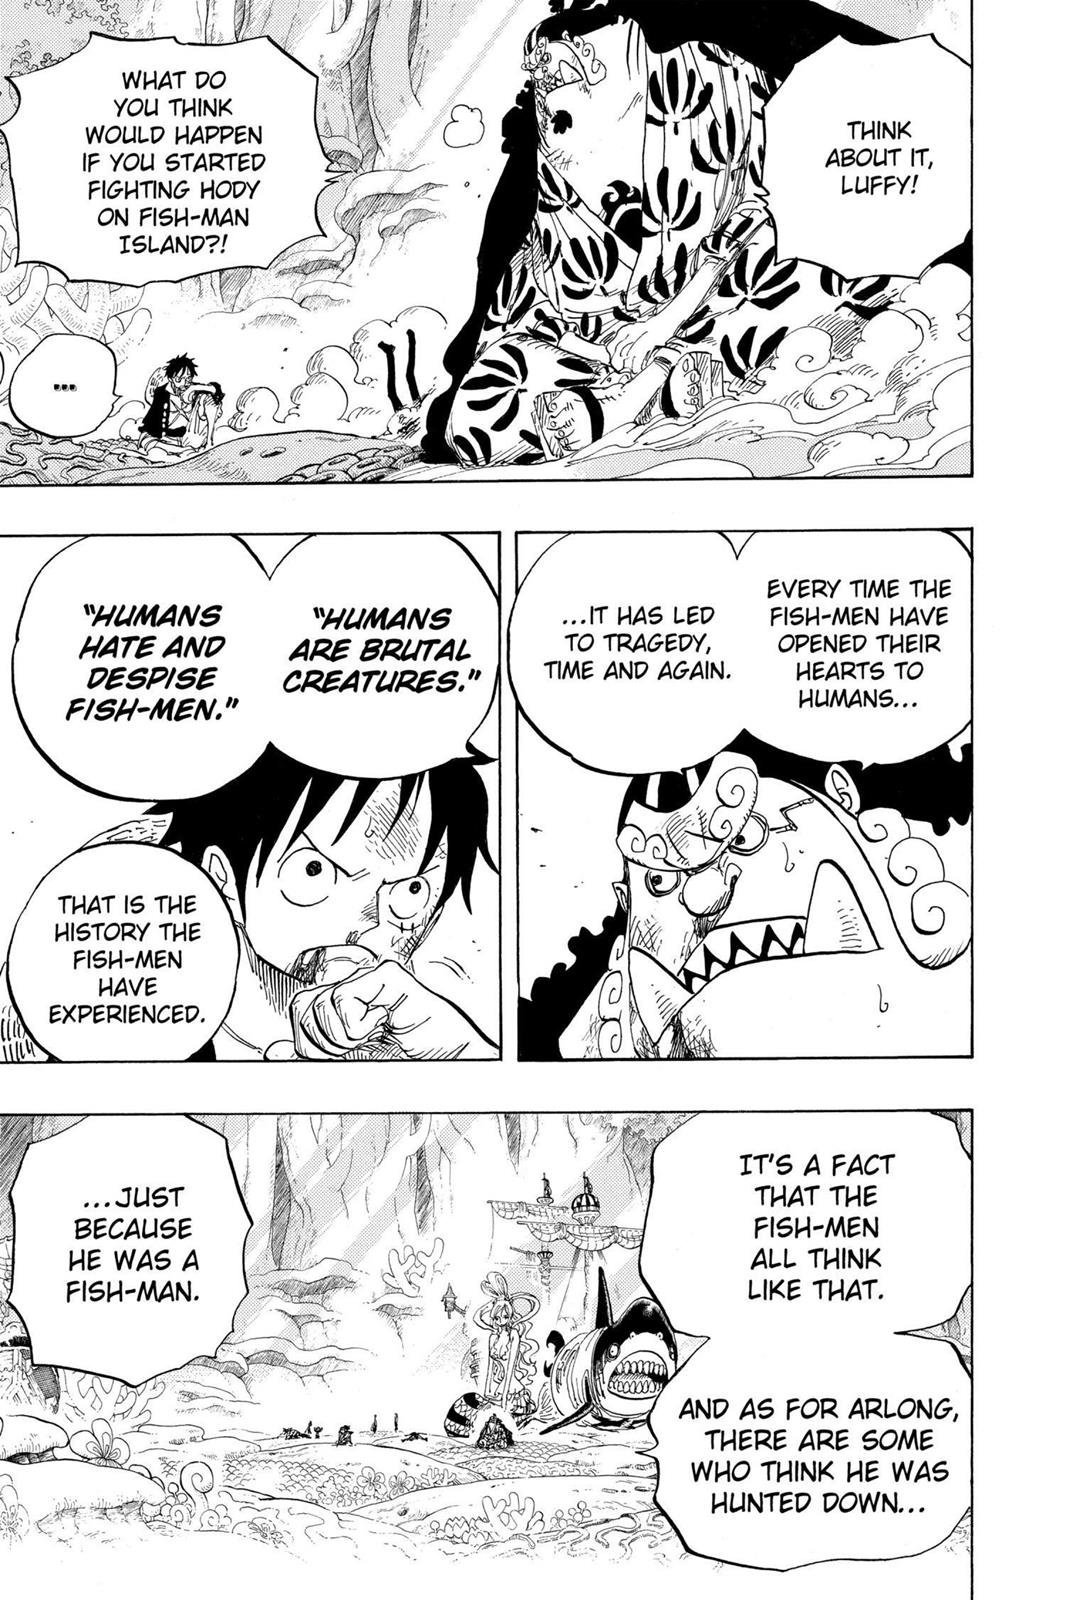 THINK
ABOUT IT,
LUFFY!
WHAT DO
YOU THINK
WOULD HAPPEN
IF YOU STARTED
FIGHTING HODY
ON FISH-MAN
ISLAND?!
...
EVERY TIME THE
FISH-MEN HAVE
OPENED THEIR
HEARTS TO
HUMANS...
...IT HAS LED
TO TRAGEDY,
TIME AND AGAIN.
"HUMANS
ARE BRUTAL
CREATURES."
"HUMANS
HATE AND
DESPISE
FISH-MEN."
THAT IS THE
HISTORY THE
FISH-MEN
HAVE
EXPERIENCED.
IT'S A FACT
THAT THE
FISH-MEN
ALL THINK
LIKE THAT.
AND AS FOR ARLONG,
THERE ARE SOME
WHO THINK HE WAS
HUNTED DOWN...
...JUST
BECAUSE
HE WAS A
FISH-MAN.